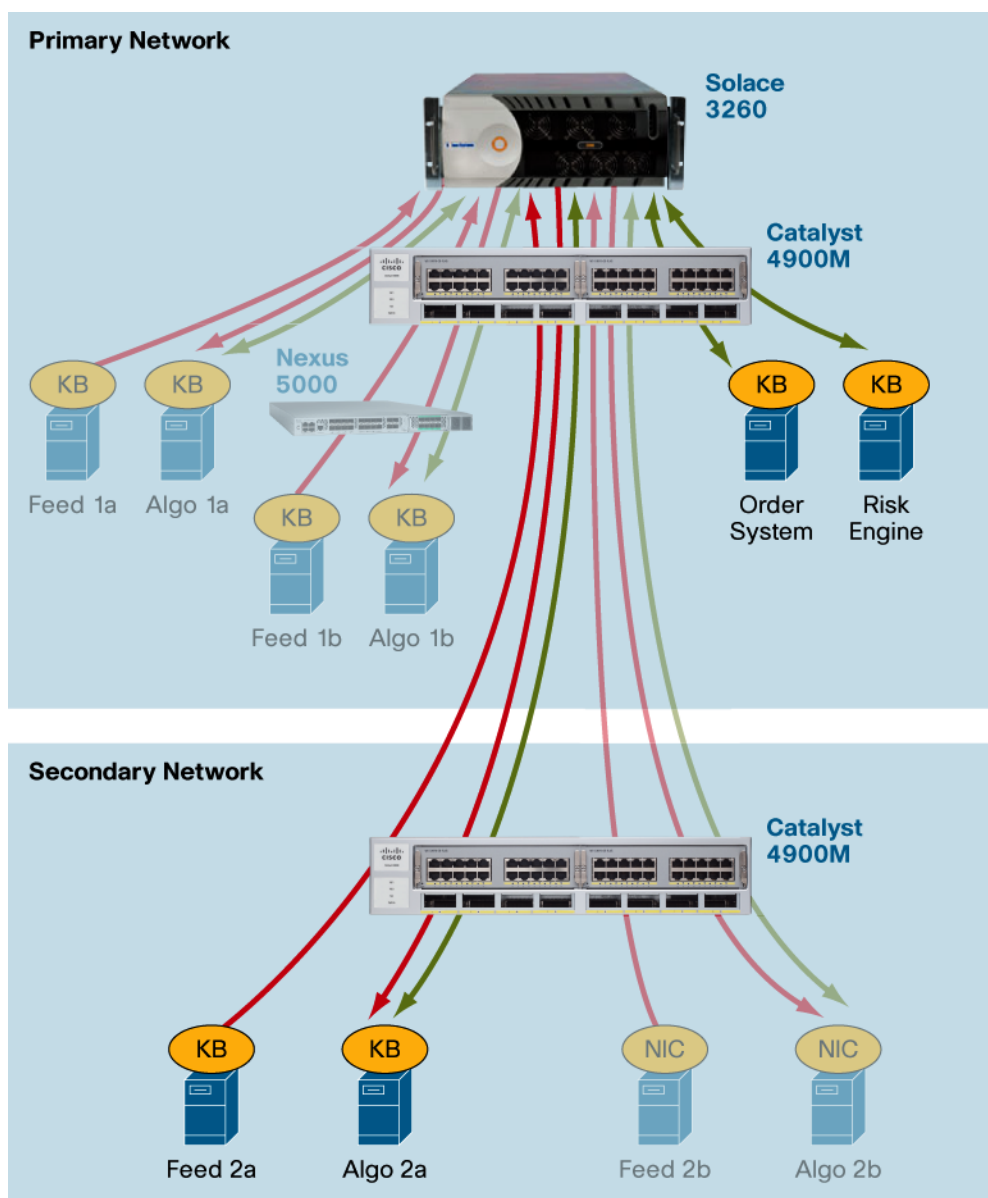 Primary Network
Solace
3260
Catalyst
4900M
CISCO
KB
KB
Nexus
5000
KB
KB
Feed 1a
Algo 1a
KB
KB
Order
System
Risk
Engine
Feed 1b
Algo 1b
Secondary Network
Catalyst
4900M
CISCO
KB
KB
NIC
NIC
Feed 2a
Algo 2a
Feed 2b
Algo 2b